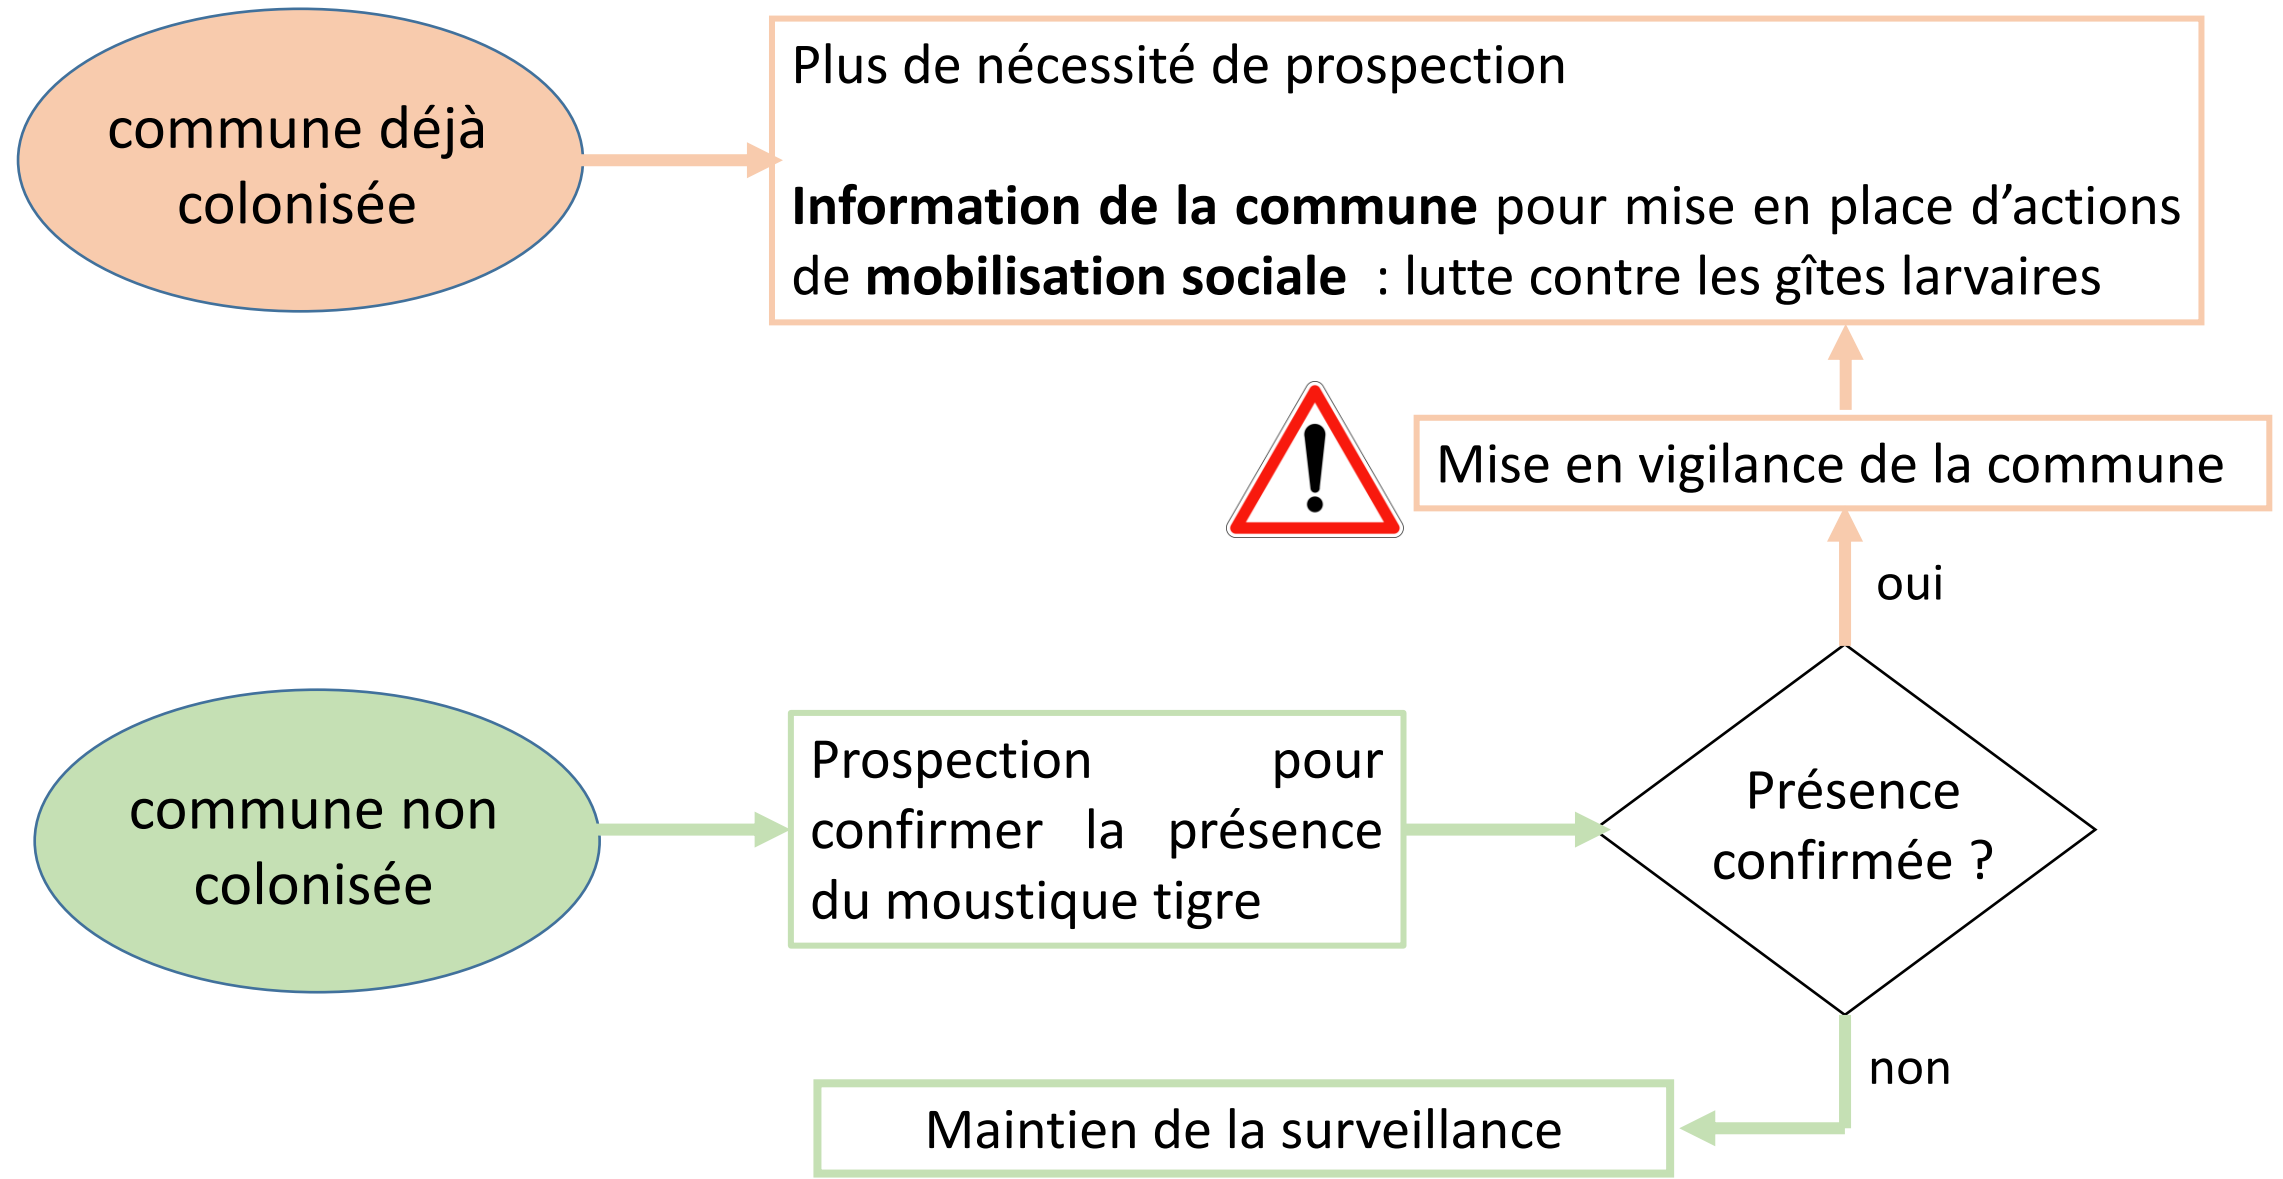 commune déjà
colonisée
Plus de nécessité de prospection
Information de la commune pour mise en place d’actions
de mobilisation sociale : lutte contre les gîtes larvaires
Mise en vigilance de la commune
oui
commune non
colonisée
Prospection pour
confirmer la présence
du moustique tigre
Présence
confirmée ?
non
Maintien de la surveillance